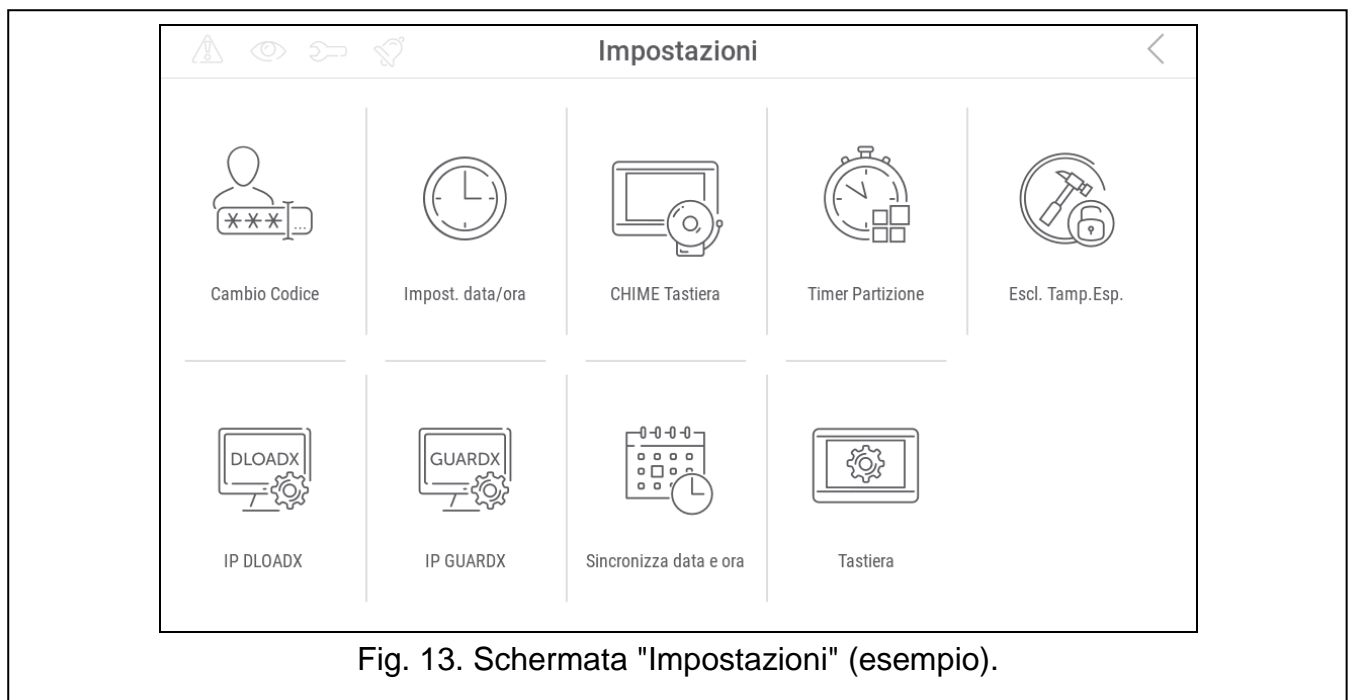 Impostazioni
***...
Cambio Codice
Impost. data/ora
CHIME Tastiera
Timer Partizione
Escl. Tamp.Esp.
DLOADX
GUARDX
IP DLOADX
IP GUARDX
Sincronizza data e ora
Tastiera
Fig. 13. Schermata "Impostazioni" (esempio).